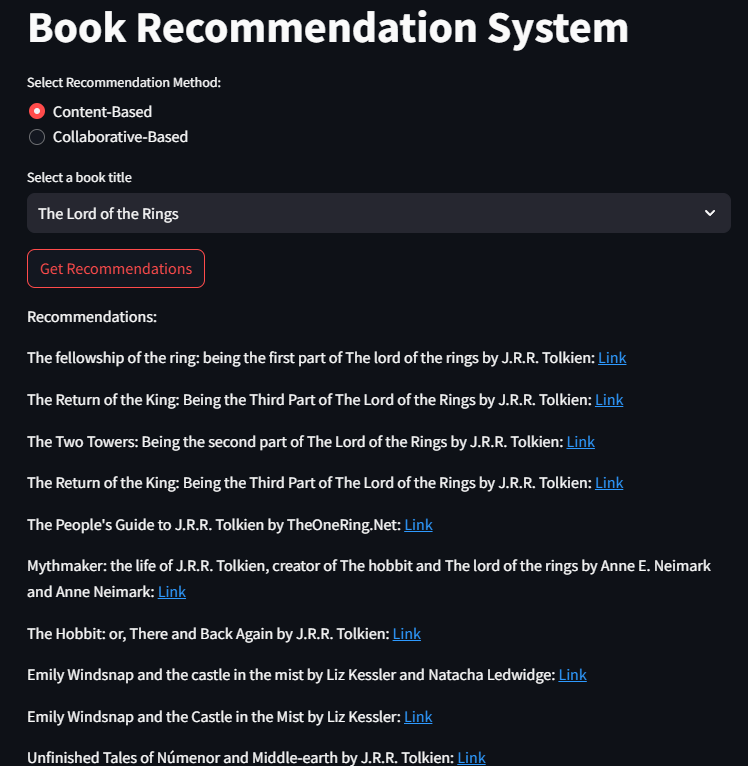 Book Recommendation System
Select Recommendation Method:
Content-Based
Collaborative-Based
Select a book title
The Lord of the Rings
Get Recommendations
Recommendations:
The fellowship of the ring: being the first part of The lord of the rings by J.R.R. Tolkien: Link
The Return of the King: Being the Third Part of The Lord of the Rings by J.R.R. Tolkien: Link
The Two Towers: Being the second part of The Lord of the Rings by J.R.R. Tolkien: Link
The Return of the King: Being the Third Part of The Lord of the Rings by J.R.R. Tolkien: Link
The People's Guide to J.R.R. Tolkien by TheOneRing.Net: Link
Mythmaker: the life of J.R.R. Tolkien, creator of The hobbit and The lord of the rings by Anne E. Neimark
and Anne Neimark: Link
The Hobbit: or, There and Back Again by J.R.R. Tolkien: Link
Emily Windsnap and the castle in the mist by Liz Kessler and Natacha Ledwidge: Link
Emily Windsnap and the Castle in the Mist by Liz Kessler: Link
Unfinished Tales of Númenor and Middle-earth by J.R.R. Tolkien: Link